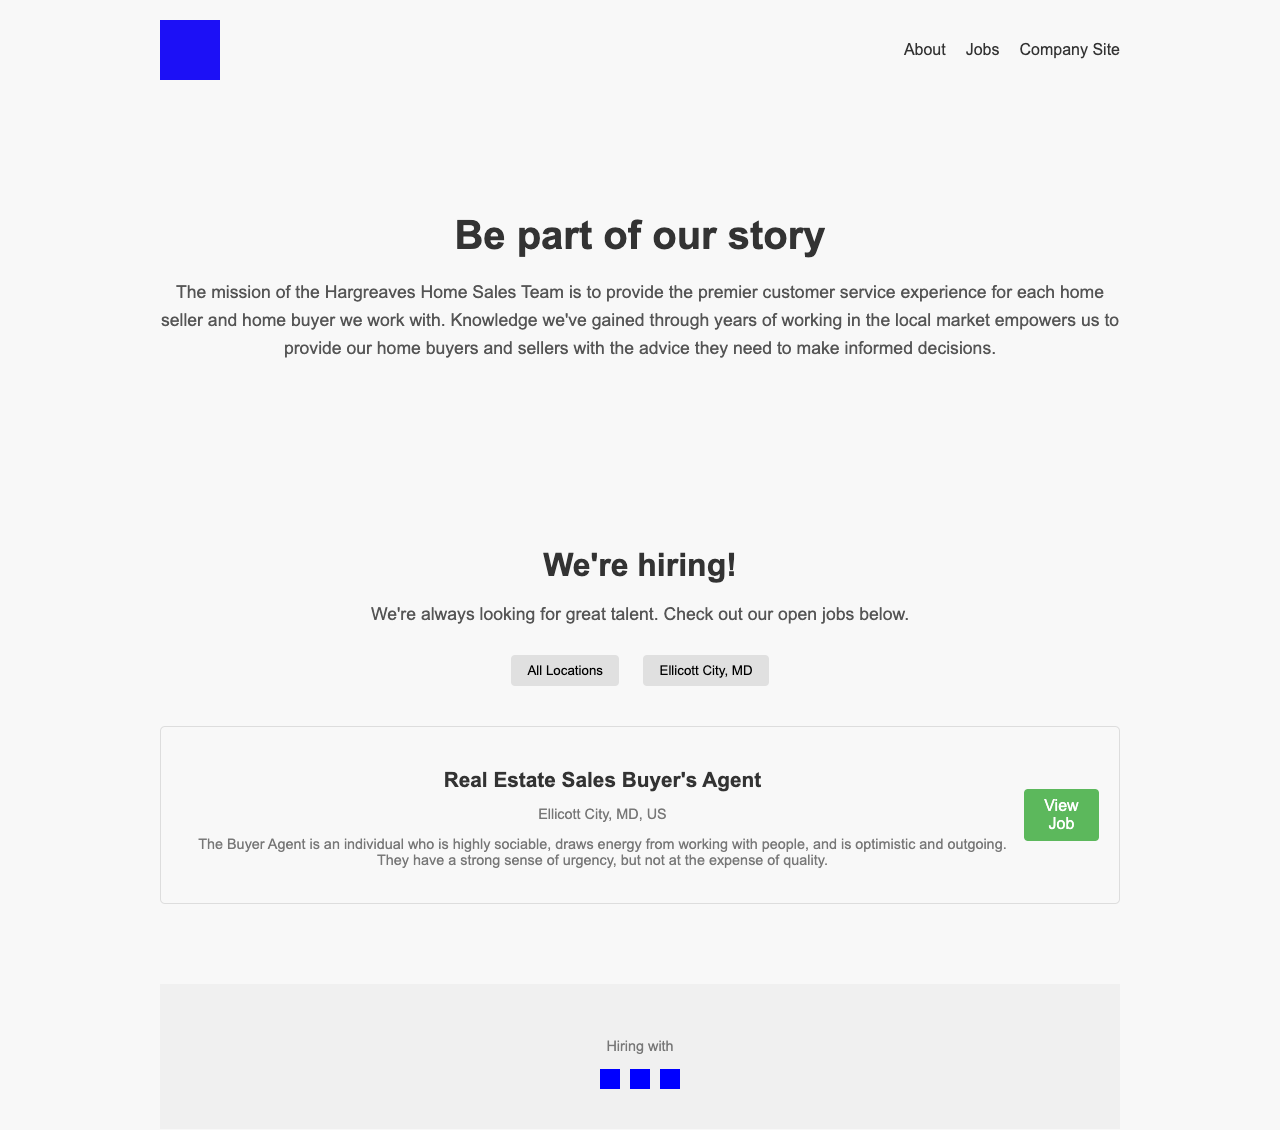 About Jobs Company Site
Be part of our story
The mission of the Hargreaves Home Sales Team is to provide the premier customer service experience for each home
seller and home buyer we work with. Knowledge we've gained through years of working in the local market empowers us to
provide our home buyers and sellers with the advice they need to make informed decisions.
We're hiring!
We're always looking for great talent. Check out our open jobs below.
All Locations Ellicott City, MD
Real Estate Sales Buyer's Agent
Ellicott City, MD, US
The Buyer Agent is an individual who is highly sociable, draws energy from working with people, and is optimistic and outgoing.
They have a strong sense of urgency, but not at the expense of quality.
View
Job
Hiring with